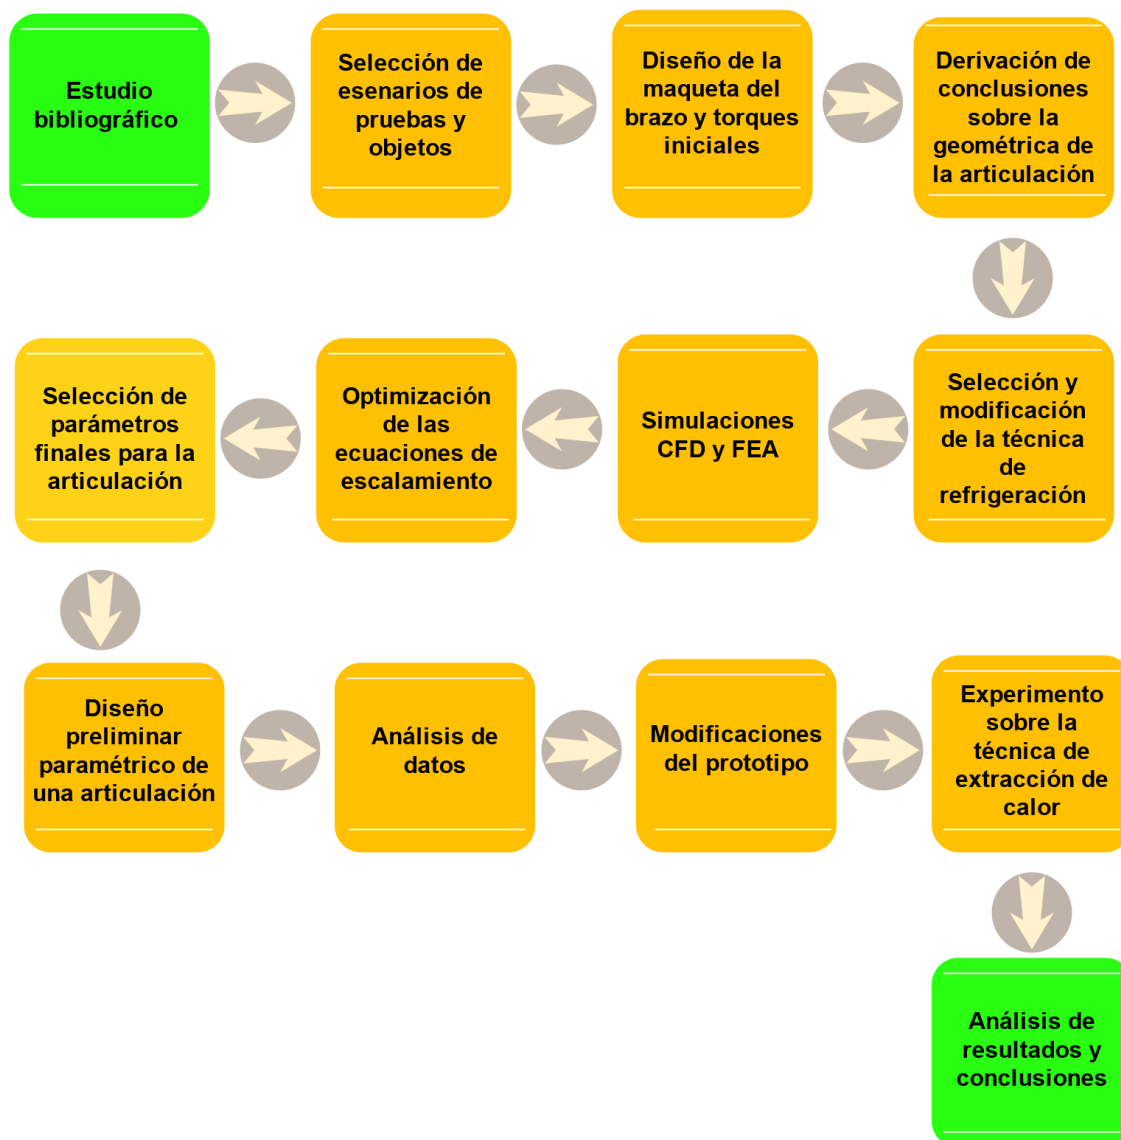 Estudio
bibliográfico
Selección de
esenarios de
pruebas y
objetos
Diseño de la
maqueta del
brazo y torques
iniciales
Derivación de
conclusiones
sobre la
geométrica de
la articulación
Selección y
modificación
de la técnica
de
refrigeración
Simulaciones
CFD y FEA
Optimización
de las
ecuaciones de
escalamiento
Selección de
parámetros
finales para la
articulación
Diseño
preliminar
paramétrico de
una articulación
Análisis de
datos
Modificaciones
del prototipo
Experimento
sobre la
técnica de
extracción de
calor
Análisis de
resultados y
conclusiones